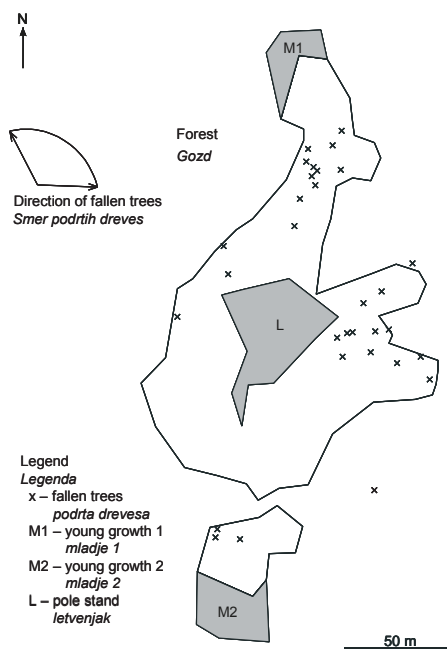 N
M1
Forest
Gozd
Direction of fallen trees
Smer podrtih dreves
L
Legend
Legenda
x – fallen trees
podrta drevesa
M1 – young growth 1
mladje 1
M2 – young growth 2
mladje 2
L – pole stand
letvenjak
M2
50 m